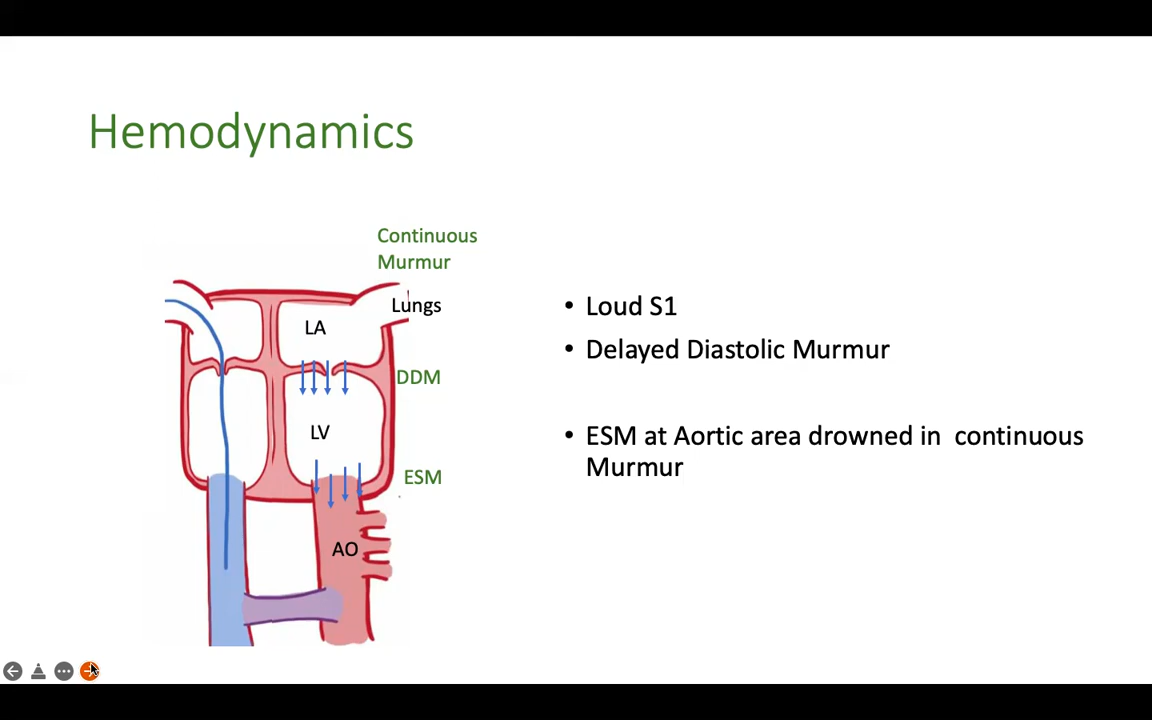 Hemodynamics
Continuous
Murmur
Lungs
LA
DDM
LV
ESM
AO
• Loud S1
• Delayed Diastolic Murmur
• ESM at Aortic area drowned in continuous
Murmur